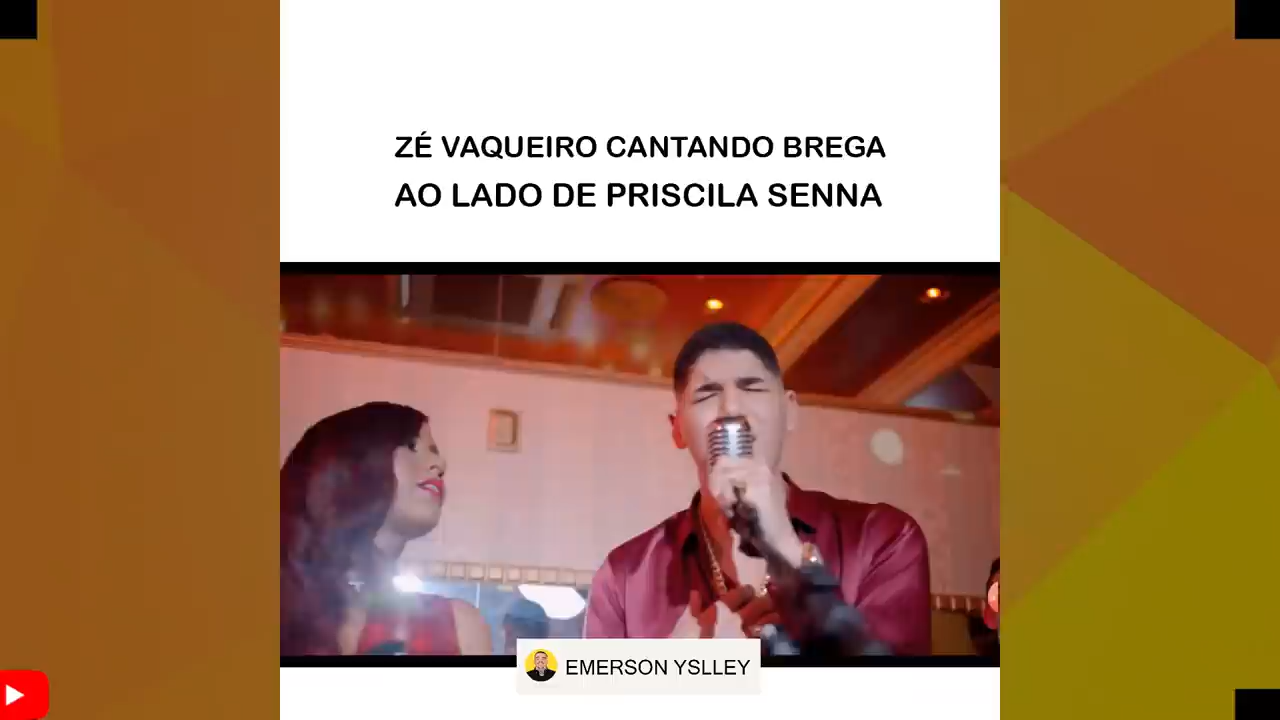 ZÉ VAQUEIRO CANTANDO BREGA
AO LADO DE PRISCILA SENNA
EMERSON YSLLEY